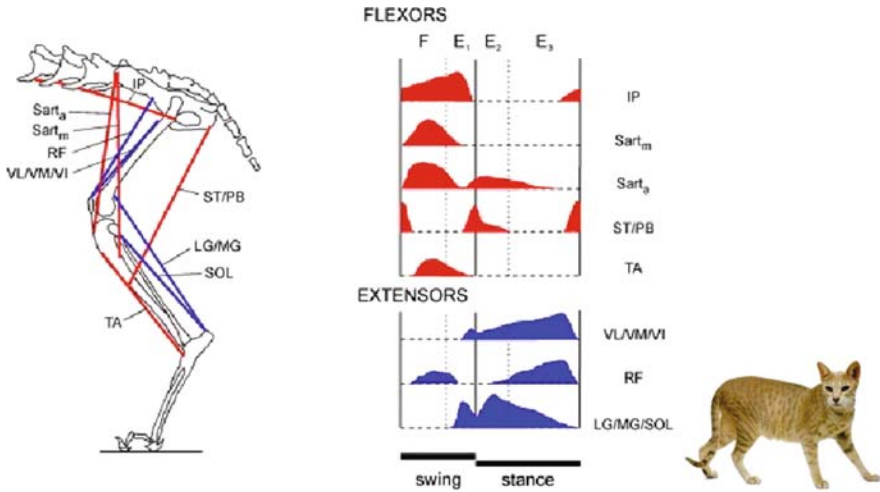 IP
Sartₐ
Sartₘ
RF
VL/VM/VI
ST/PB
LG/MG
SOL
TA
FLEXORS
F E₁ E₂ E₃
IP
Sartₘ
Sartₐ
ST/PB
TA
EXTENSORS
VL/VM/VI
RF
LG/MG/SOL
swing stance